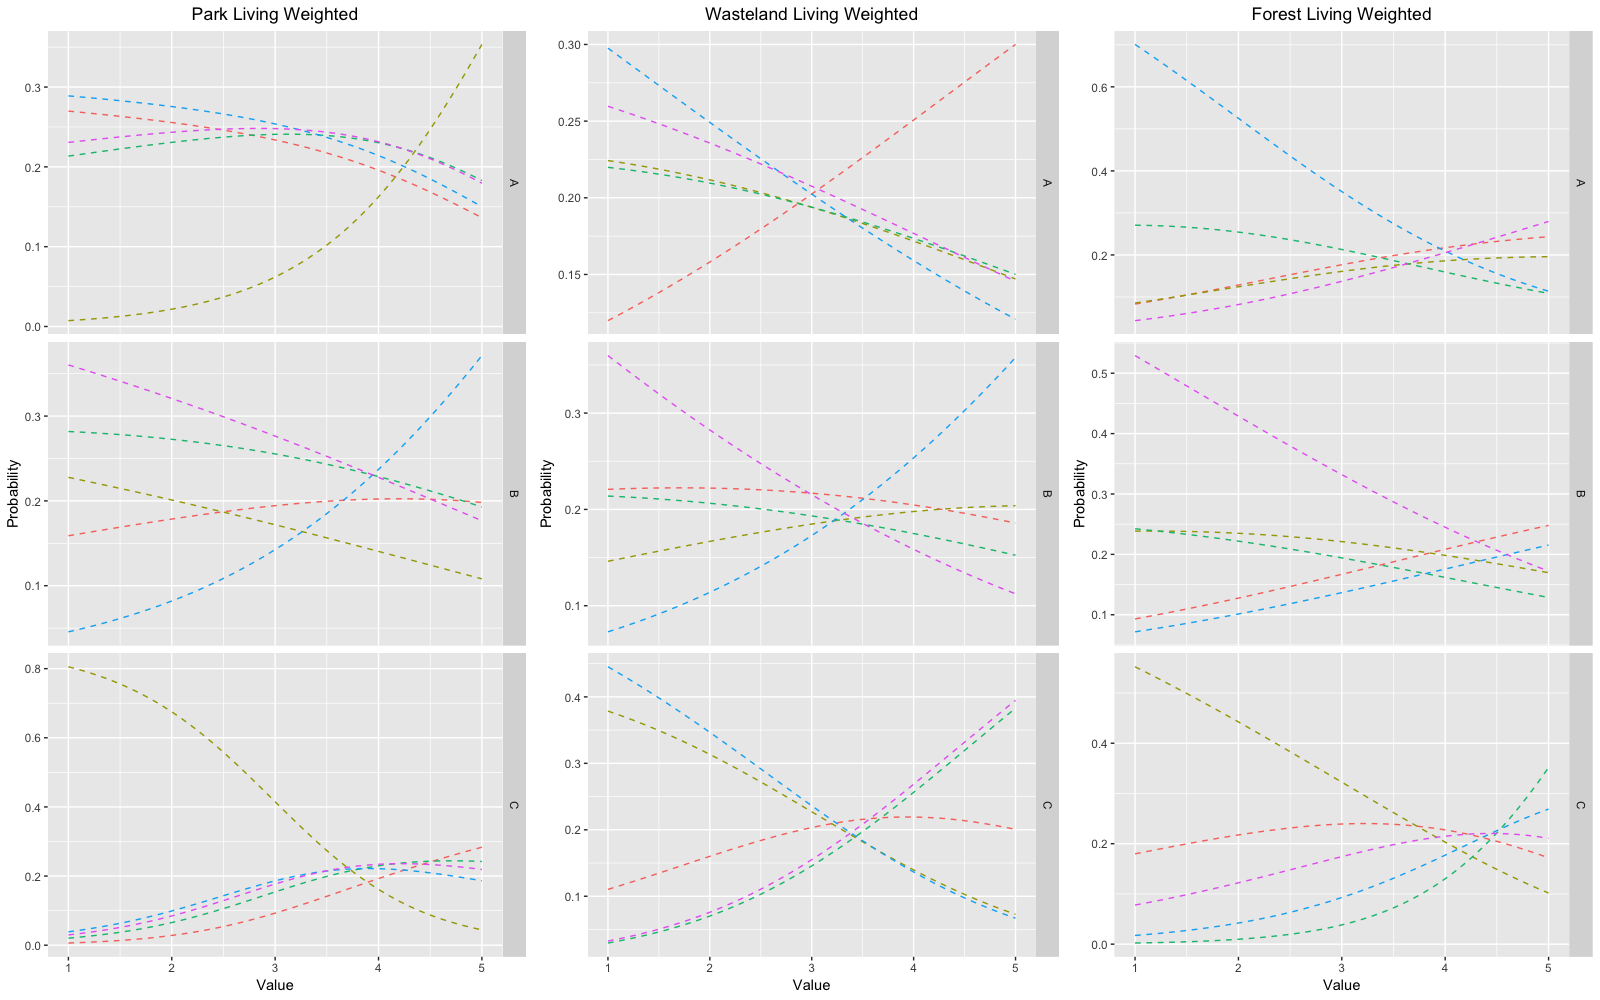 Park Living Weighted
Wasteland Living Weighted
Forest Living Weighted
0.3
0.2
0.1
0.0
A
0.30
0.25
0.20
0.15
A
0.6
0.4
0.2
A
Probability
0.3
0.2
0.1
B
Probability
0.3
0.2
0.1
B
Probability
0.5
0.4
0.3
0.2
0.1
B
0.8
0.6
0.4
0.2
0.0
C
0.4
0.3
0.2
0.1
C
0.4
0.2
0.0
C
1 2 3 4 5
1 2 3 4 5
1 2 3 4 5
Value
Value
Value